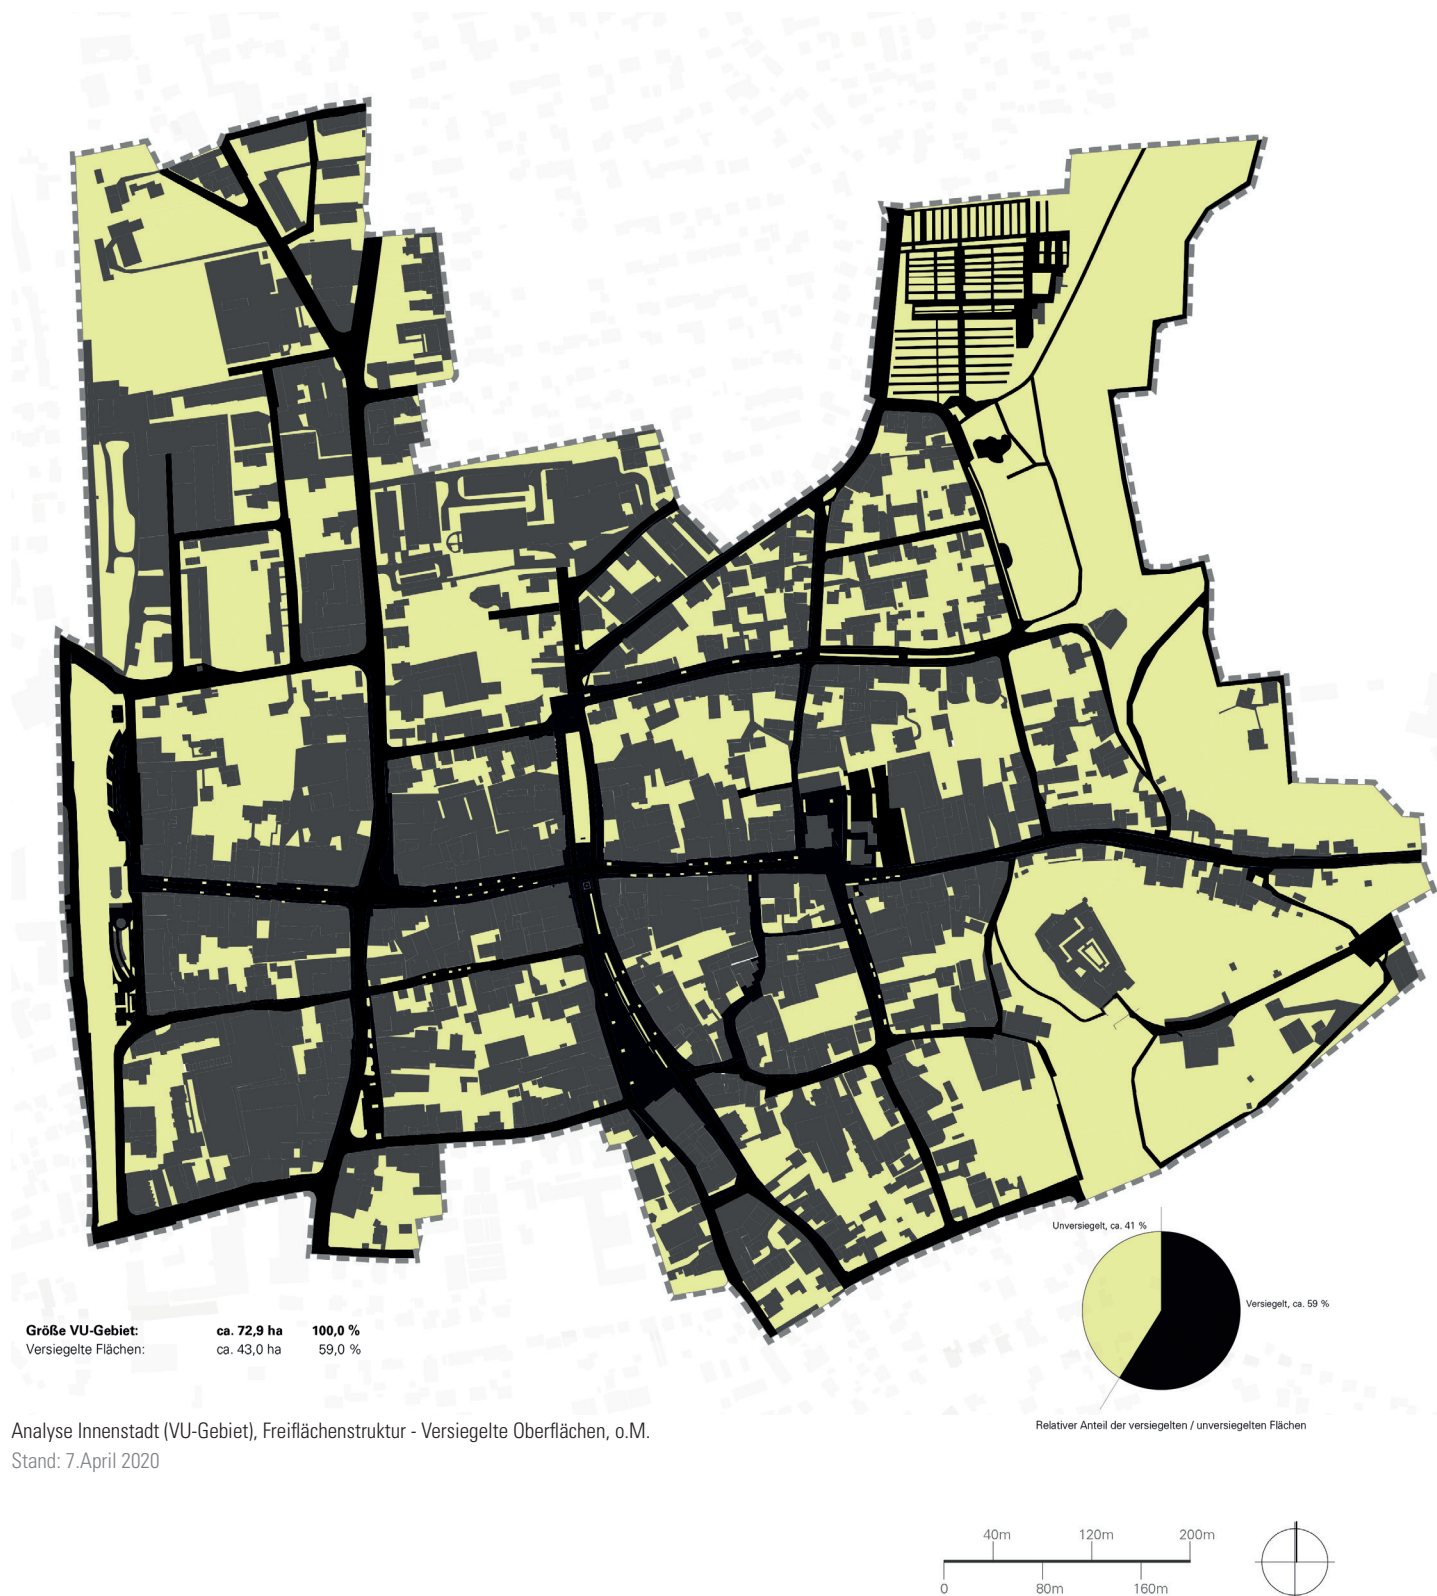 Unversiegelt, ca. 41 %
Versiegelt, ca. 59 %
Größe VU-Gebiet: ca. 72,9 ha 100,0 %
Versiegelte Flächen: ca. 43,0 ha 59,0 %
Relativer Anteil der versiegelten / unversiegelten Flächen
Analyse Innenstadt (VU-Gebiet), Freiflächenstruktur - Versiegelte Oberflächen, o.M.
Stand: 7.April 2020
40m 120m 200m
0 80m 160m